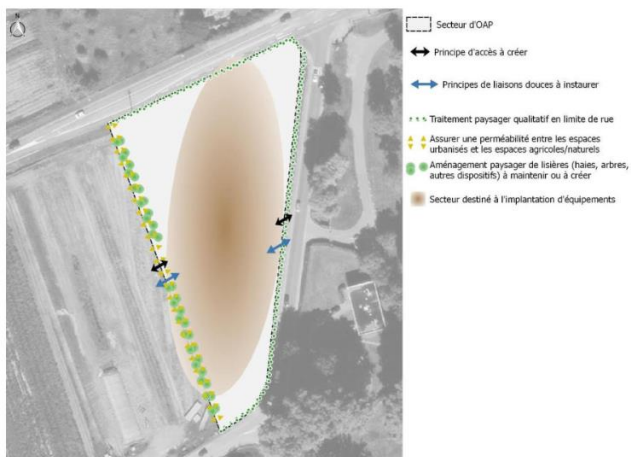 N
Secteur d'OAP
Principe d'accès à créer
Principes de liaisons douces à instaurer
Traitement paysager qualitatif en limite de rue
Assurer une perméabilité entre les espaces
urbanisés et les espaces agricoles/naturels
Aménagement paysager de lisières (haies, arbres,
autres dispositifs) à maintenir ou à créer
Secteur destiné à l'implantation d'équipements